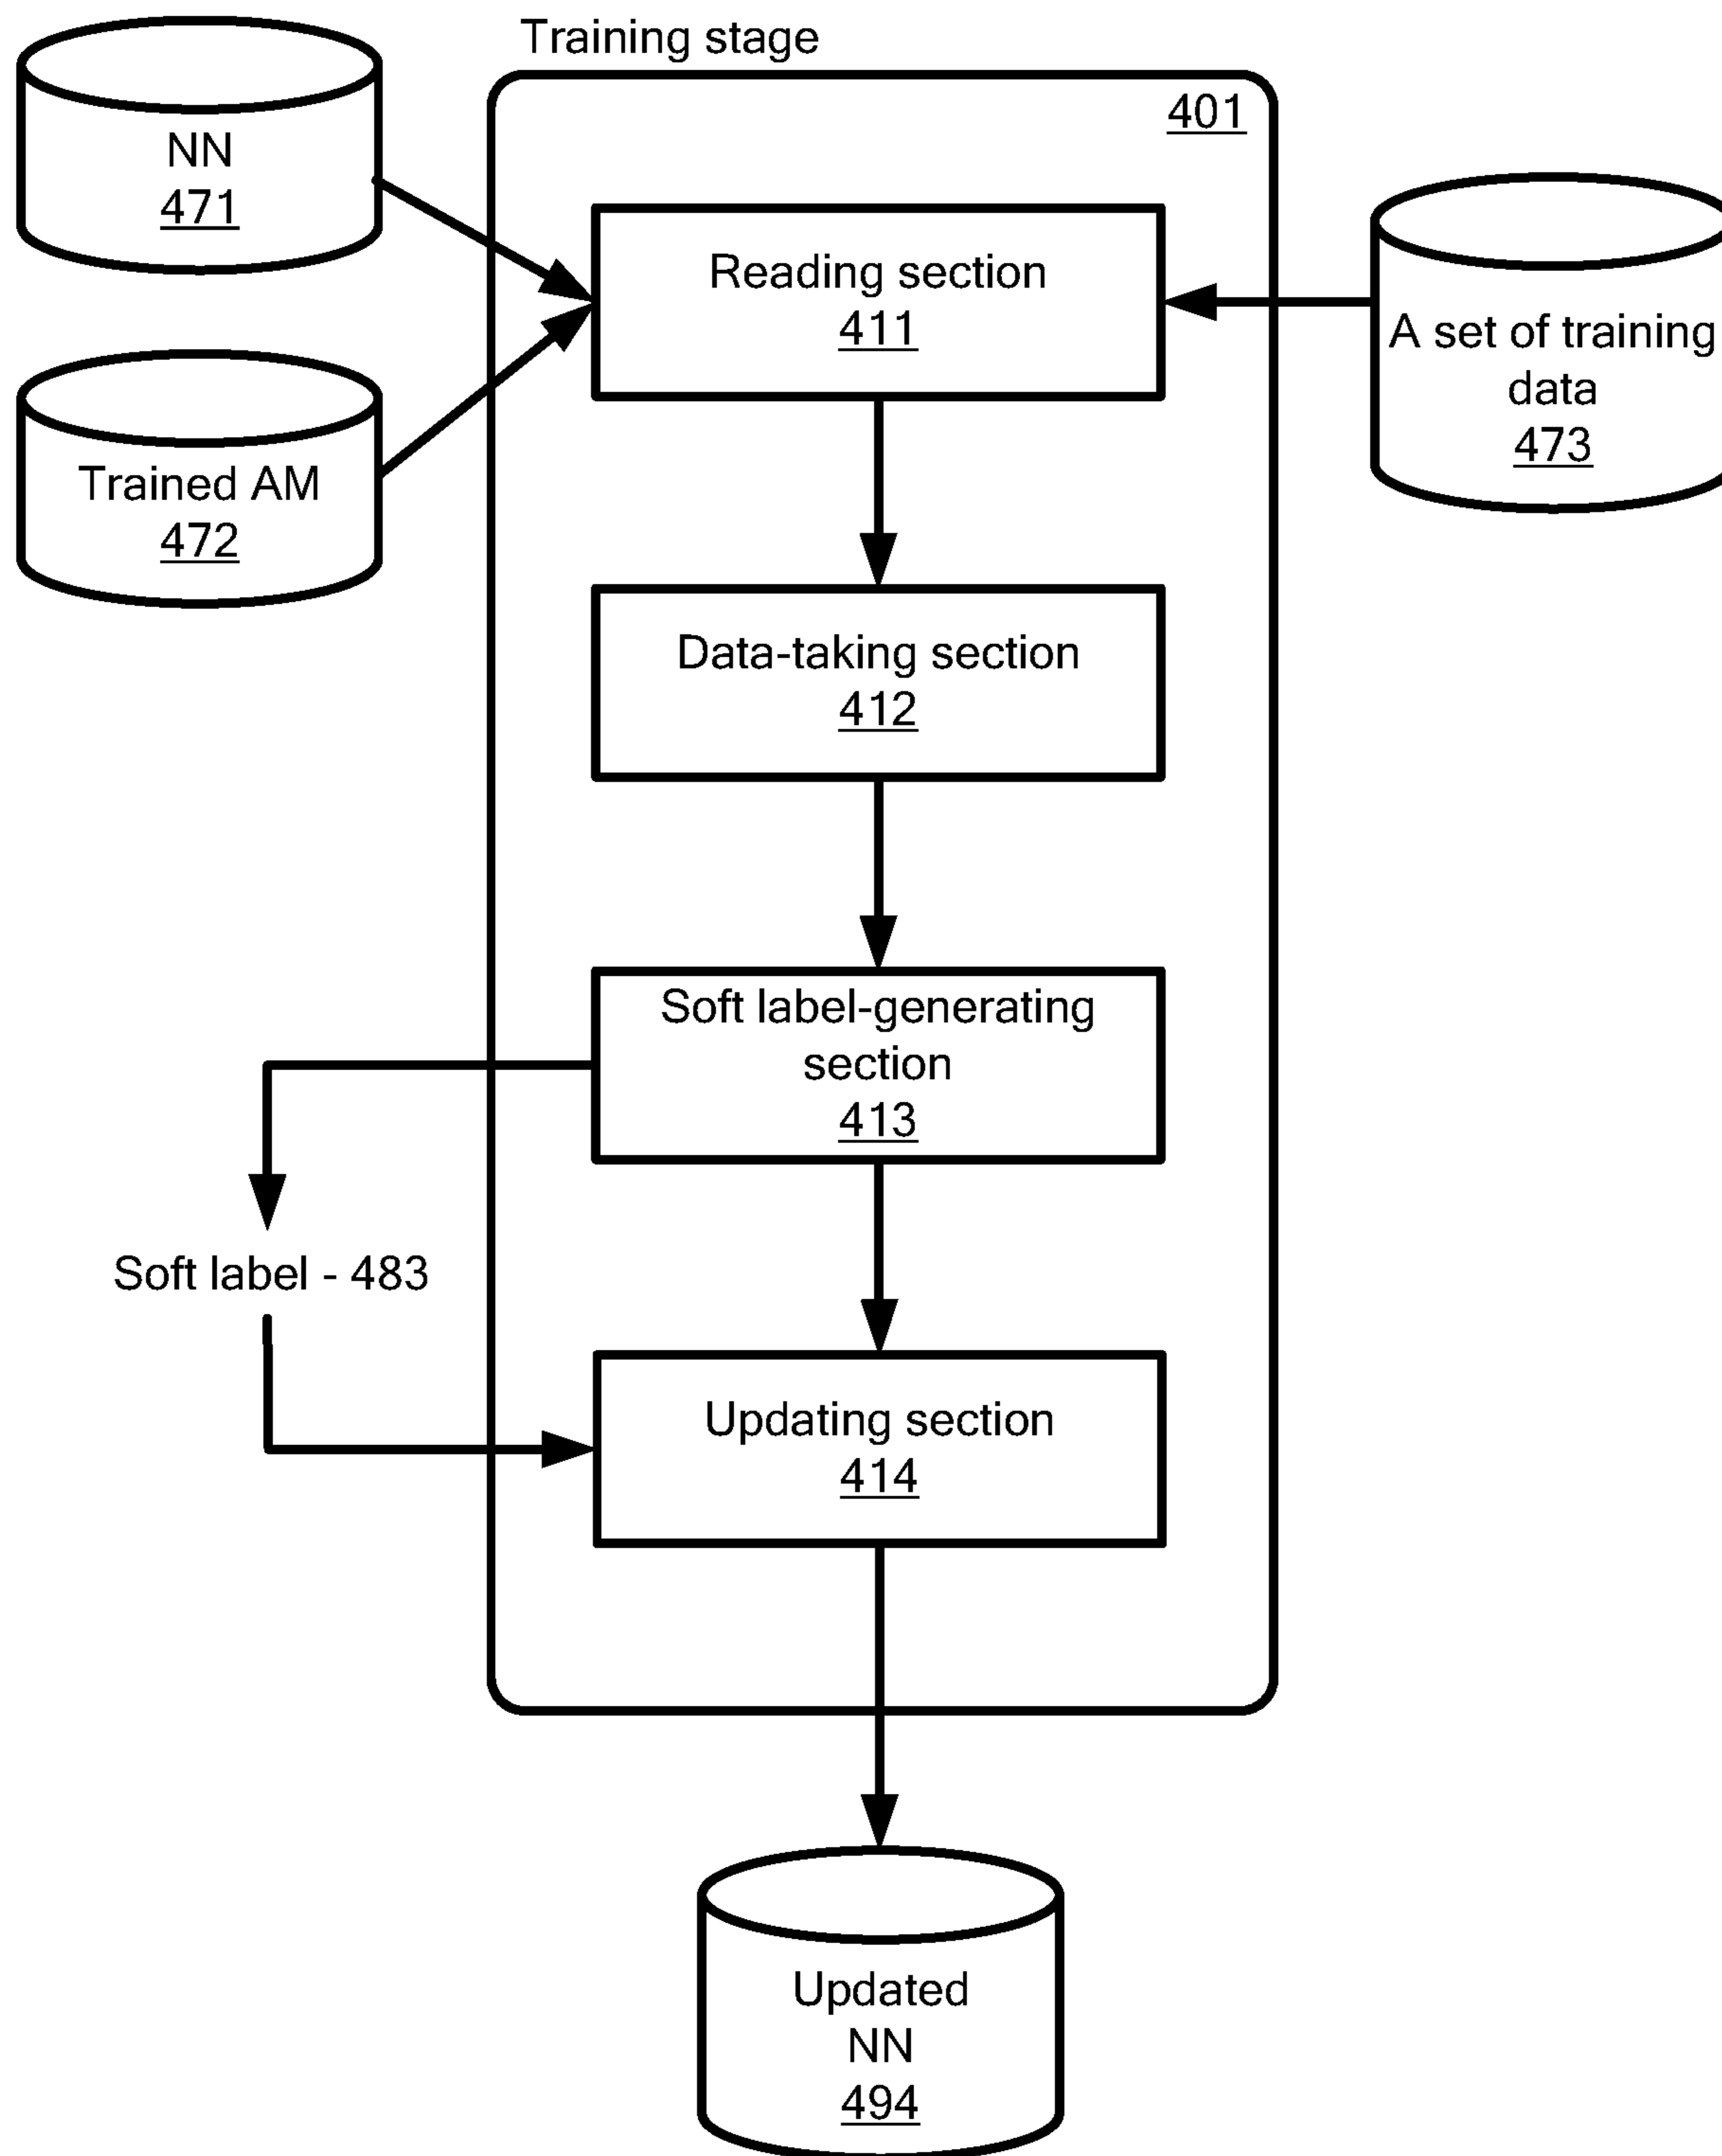 Training stage
401
NN
471
Reading section
411
A set of training
data
473
Trained AM
472
Data-taking section
412
Soft label-generating
section
413
Soft label - 483
Updating section
414
Updated
NN
494